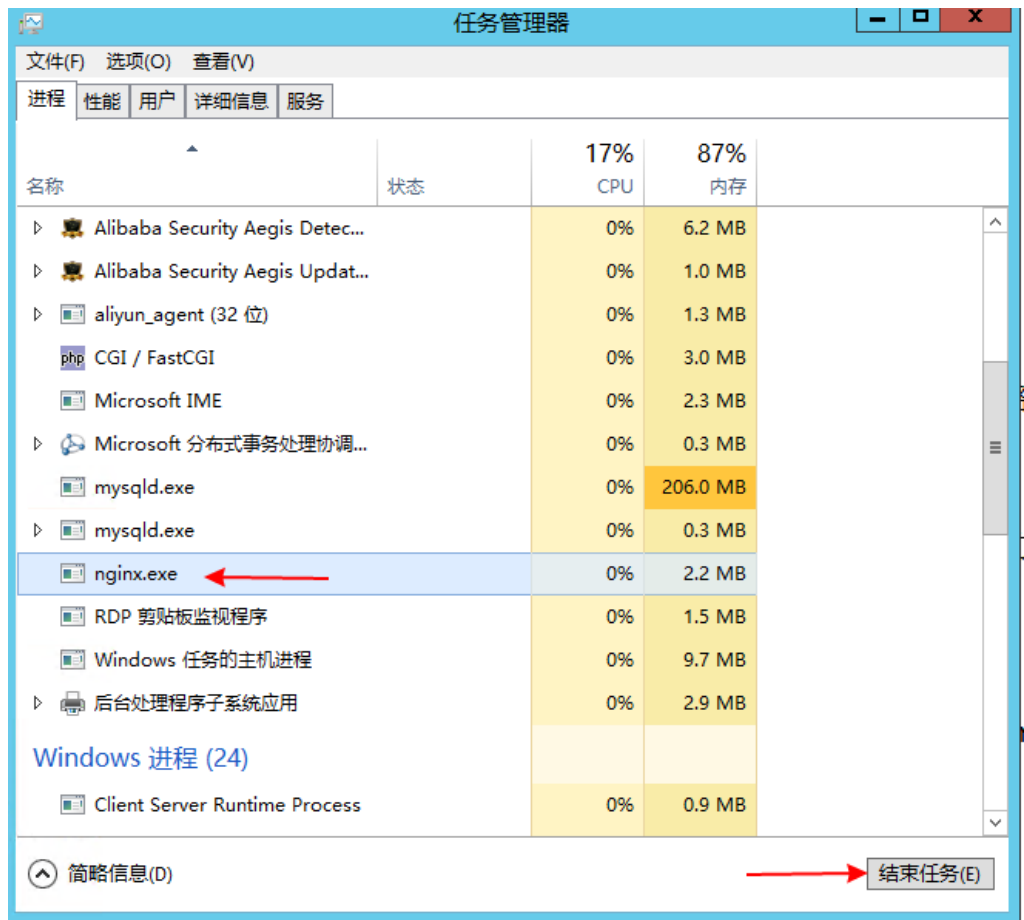 任务管理器
文件(F) 选项(O) 查看(V)
进程 性能 用户 详细信息 服务
17% 87%
名称 状态 CPU 内存
Alibaba Security Aegis Detec... 0% 6.2 MB
Alibaba Security Aegis Updat... 0% 1.0 MB
aliyun_agent (32 位) 0% 1.3 MB
php CGI / FastCGI 0% 3.0 MB
Microsoft IME 0% 2.3 MB
Microsoft 分布式事务处理协调... 0% 0.3 MB
mysqld.exe 0% 206.0 MB
mysqld.exe 0% 0.3 MB
nginx.exe 0% 2.2 MB
RDP 剪贴板监视程序 0% 1.5 MB
Windows 任务的主机进程 0% 9.7 MB
后台处理程序子系统应用 0% 2.9 MB
Windows 进程 (24)
Client Server Runtime Process 0% 0.9 MB
简略信息(D) 结束任务(E)